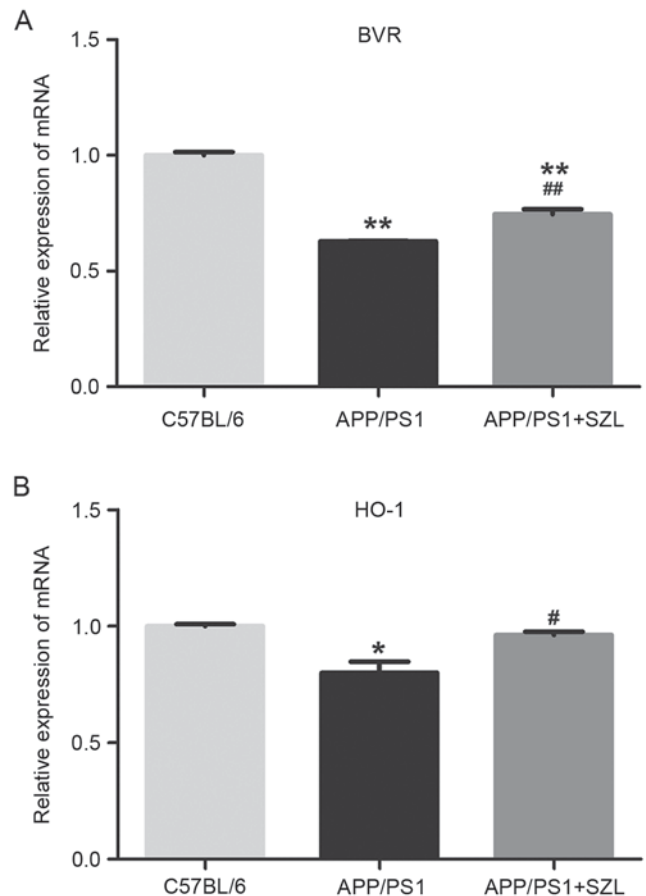 A
BVR
1.5
1.0
0.5
0.0
Relative expression of mRNA
**
**
##
C57BL/6 APP/PS1 APP/PS1+SZL
B
HO-1
1.5
1.0
0.5
0.0
Relative expression of mRNA
*
#
C57BL/6 APP/PS1 APP/PS1+SZL